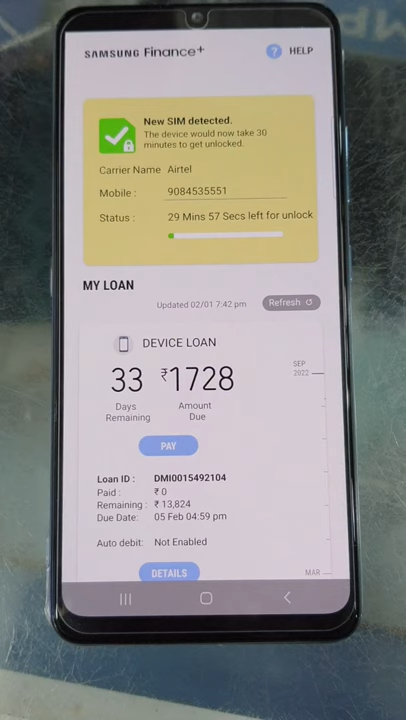 SAMSUNG Finance+
? HELP
New SIM detected.
The device would now take 30
minutes to get unlocked.
Carrier Name Airtel
Mobile : 9084535551
Status : 29 Mins 57 Secs left for unlock
MY LOAN
Updated 02/01 7:42 pm Refresh
DEVICE LOAN
33 ₹1728
Days Remaining
Amount Due
SEP
2022
PAY
Loan ID : DMI0015492104
Paid : ₹ 0
Remaining : ₹ 13,824
Due Date: 05 Feb 04:59 pm
Auto debit: Not Enabled
DETAILS
MAR